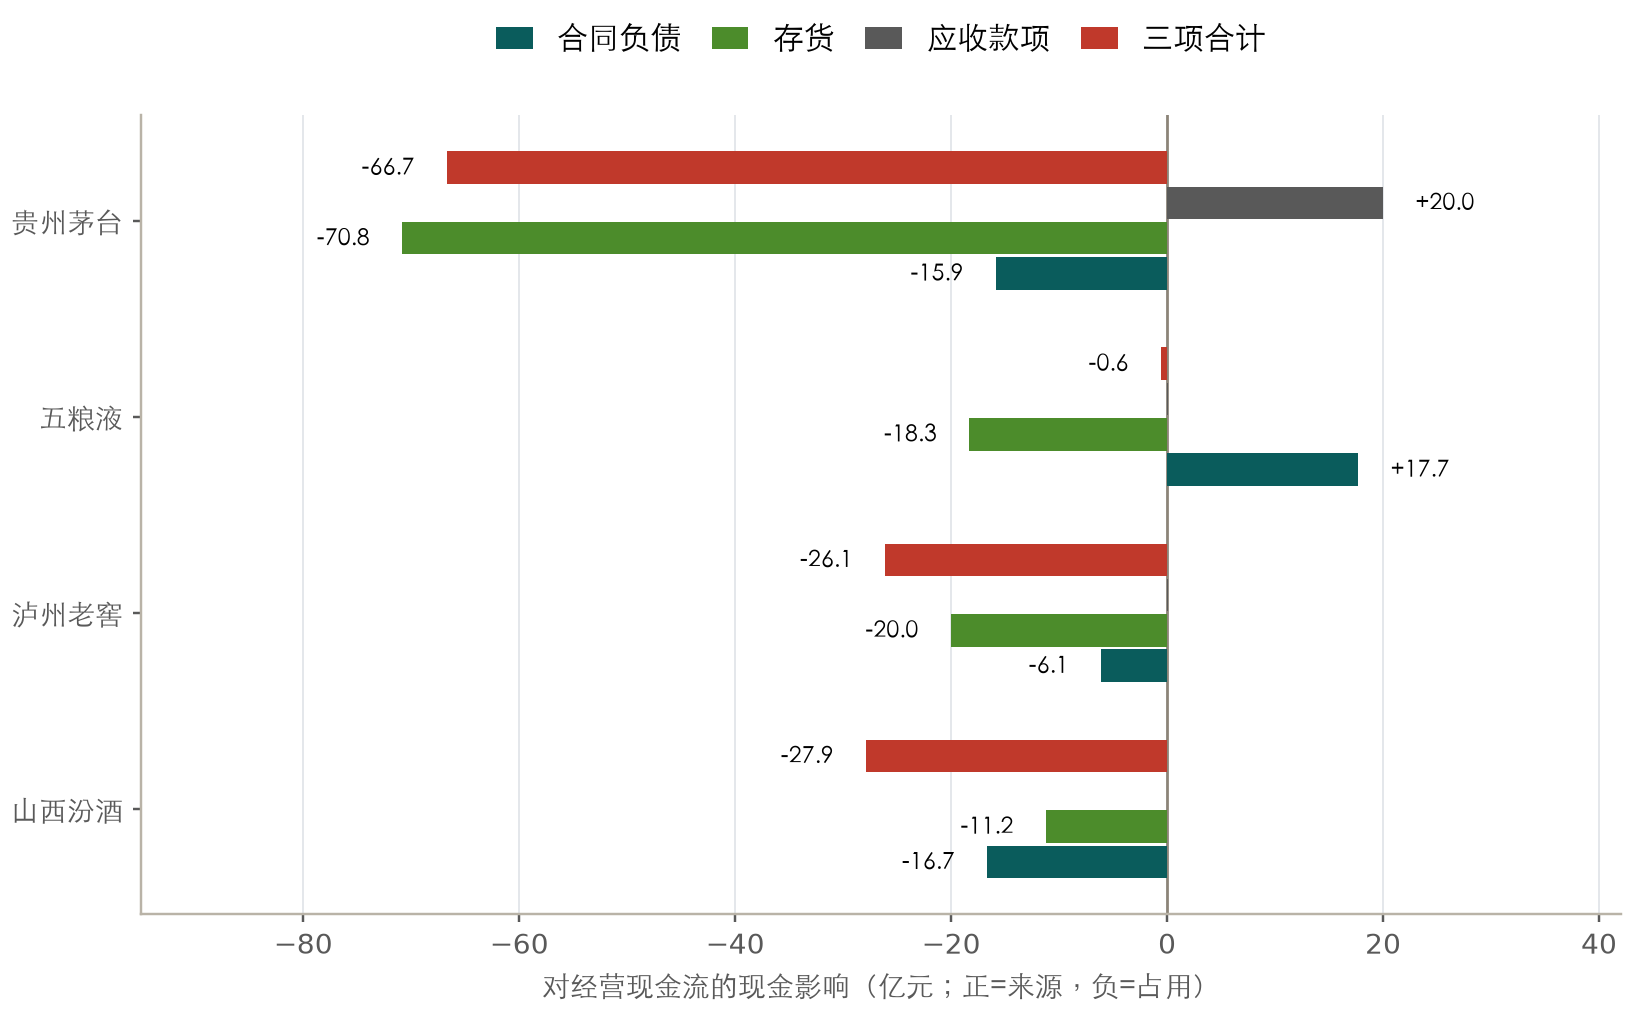 合同负债 存货 应收款项 三项合计
贵州茅台
-66.7
+20.0
-70.8
-15.9
五粮液
-0.6
-18.3
+17.7
泸州老窖
-26.1
-20.0
-6.1
山西汾酒
-27.9
-11.2
-16.7
−80 −60 −40 −20 0 20 40
对经营现金流的现金影响（亿元；正=来源，负=占用）